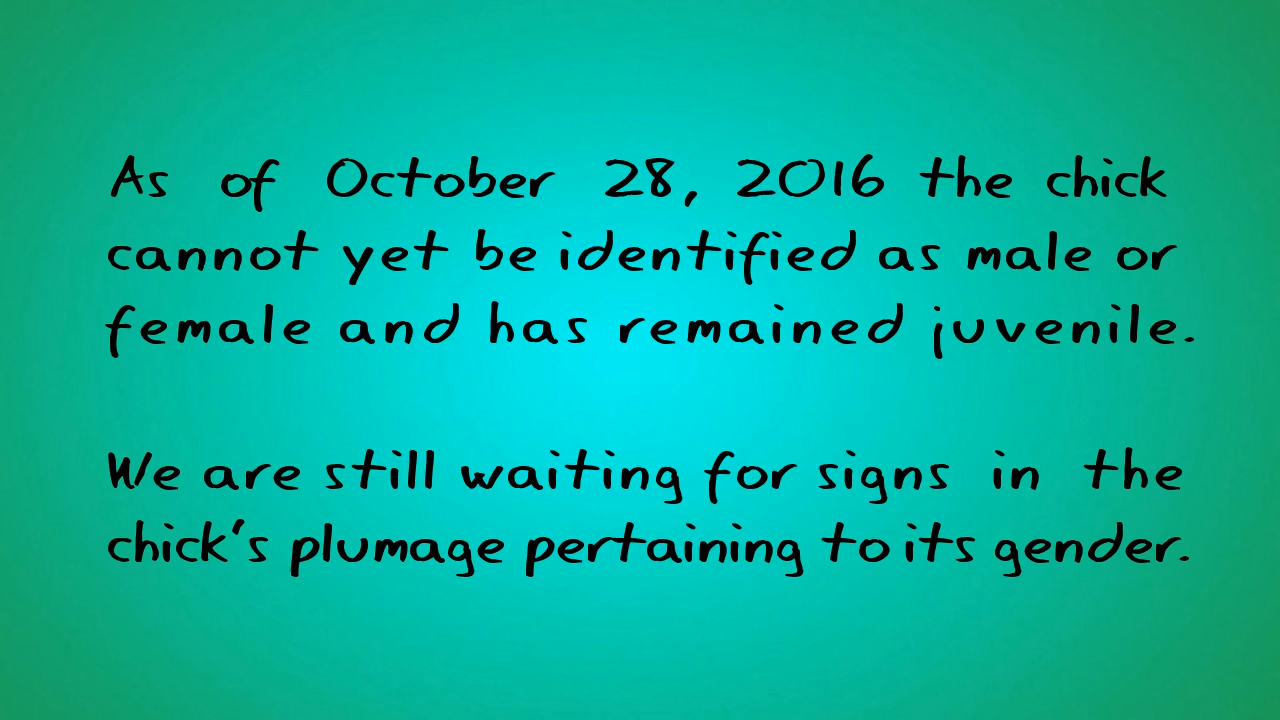 As of October 28, 2016 the chick
cannot yet be identified as male or
female and has remained juvenile.
We are still waiting for signs in the
chick's plumage pertaining to its gender.